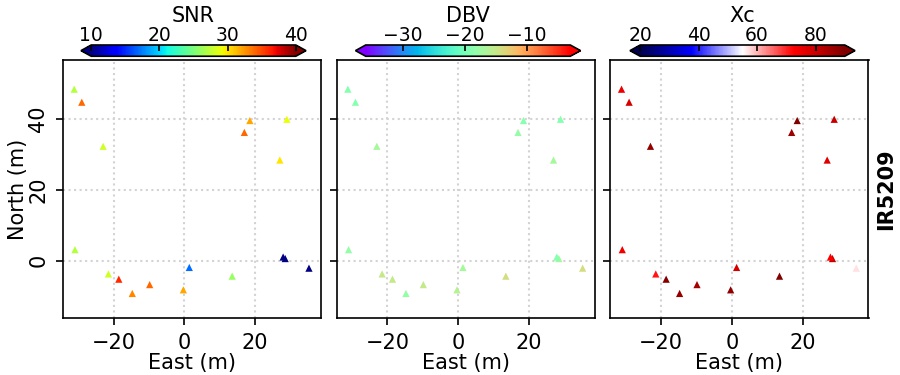 SNR DBV Xc
10 20 30 40 −30 −20 −10 20 40 60 80
North (m)
40
20
0
IR5209
−20 0 20 −20 0 20 −20 0 20
East (m) East (m) East (m)